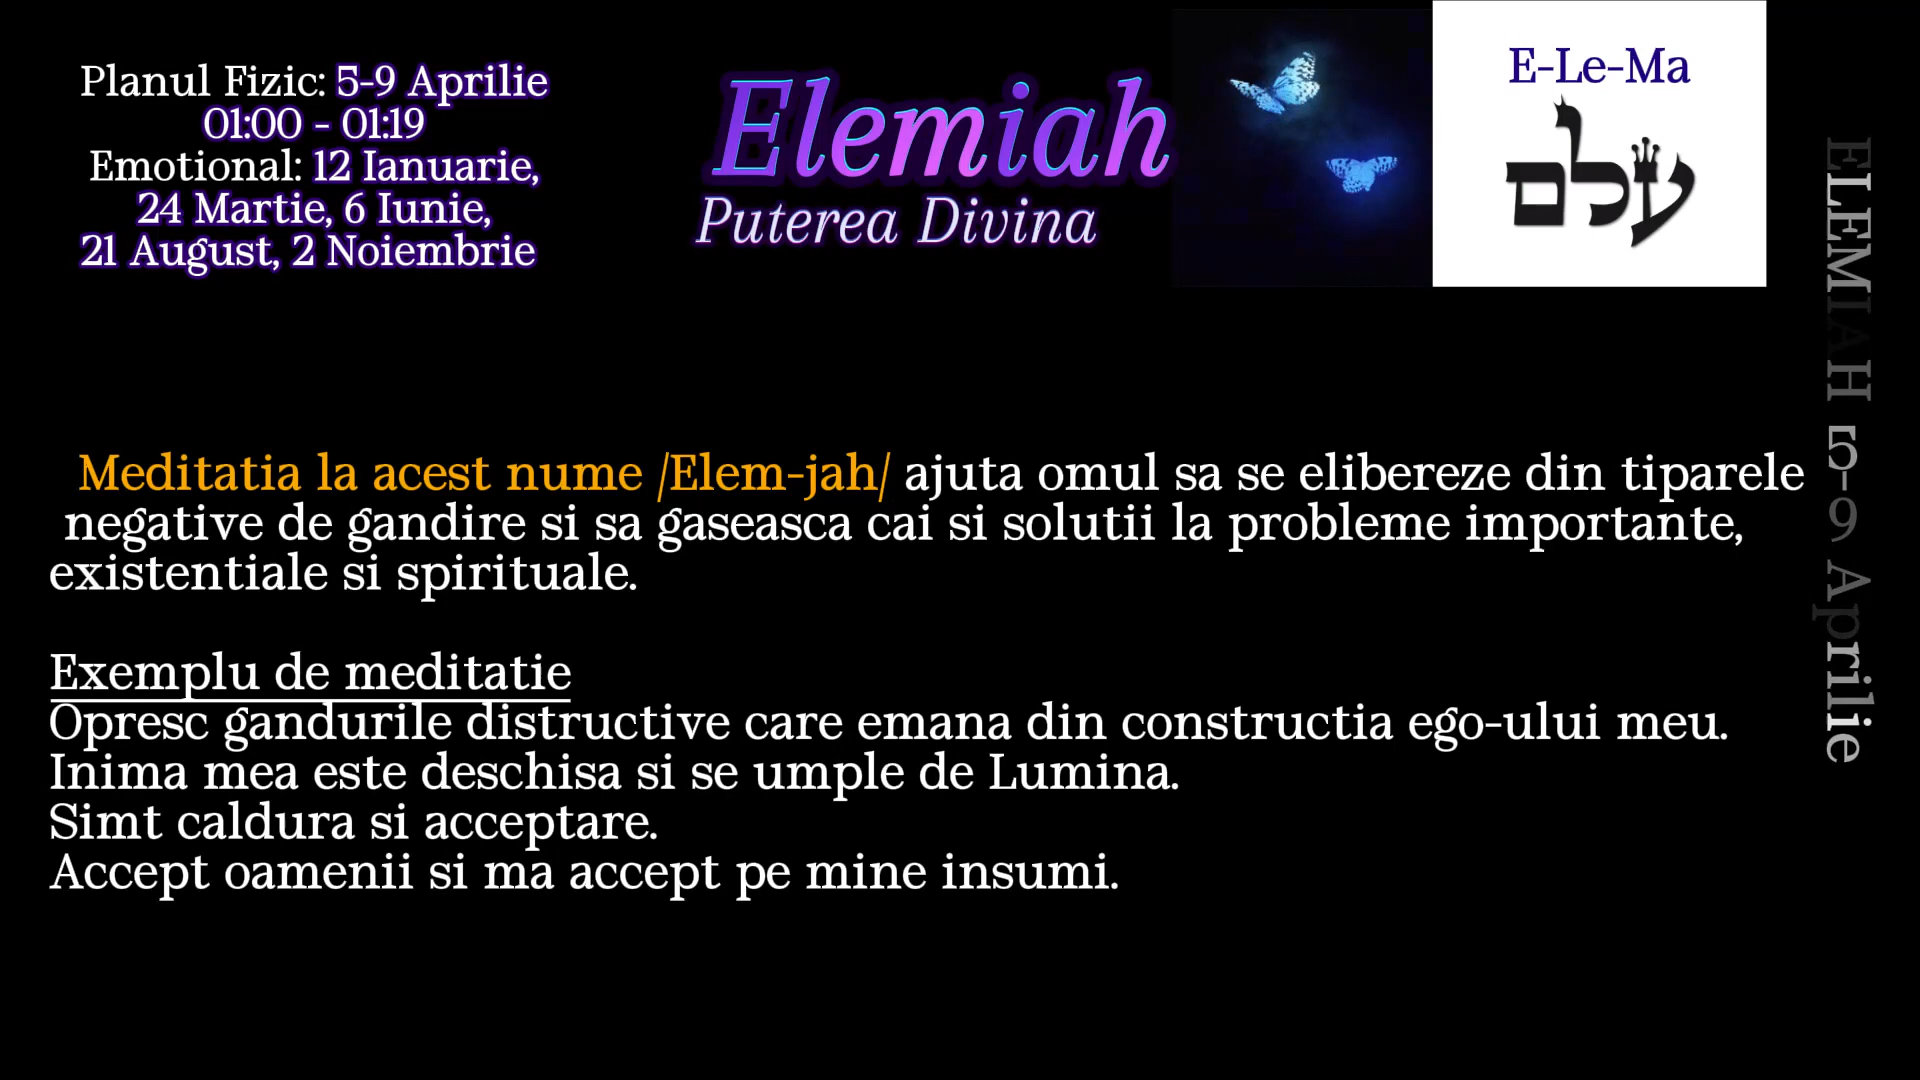 Planul Fizic: 5-9 Aprilie
01:00 - 01:19
Emotional: 12 Ianuarie,
24 Martie, 6 Iunie,
21 August, 2 Noiembrie
Elemiah
Puterea Divina
E-Le-Ma
עלם
Meditatia la acest nume /Elem-jah/ ajuta omul sa se elibereze din tiparele
negative de gandire si sa gaseasca cai si solutii la probleme importante,
existentiale si spirituale.
Exemplu de meditatie
Opresc gandurile distructive care emana din constructia ego-ului meu.
Inima mea este deschisa si se umple de Lumina.
Simt caldura si acceptare.
Accept oamenii si ma accept pe mine insumi.
ELEMIAH 5-9 Aprilie